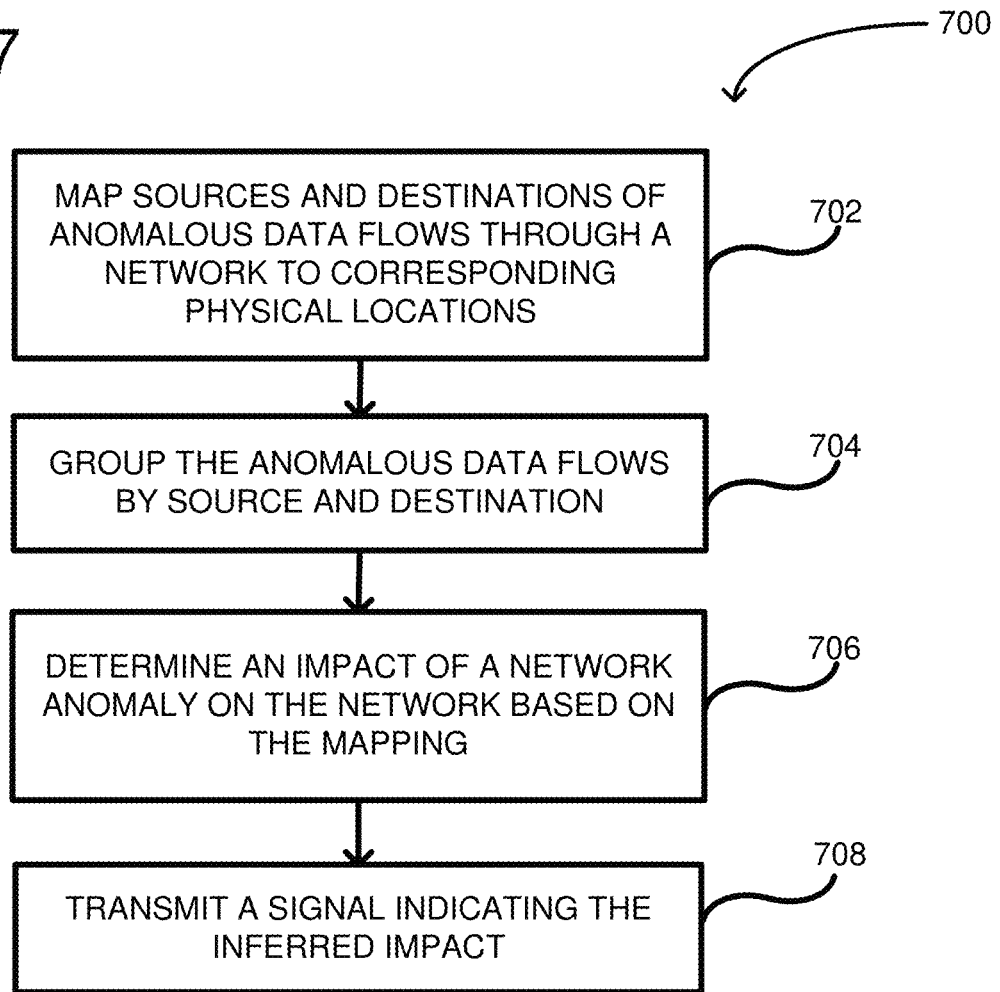 7
700
MAP SOURCES AND DESTINATIONS OF
ANOMALOUS DATA FLOWS THROUGH A
NETWORK TO CORRESPONDING
PHYSICAL LOCATIONS
702
GROUP THE ANOMALOUS DATA FLOWS
BY SOURCE AND DESTINATION
704
DETERMINE AN IMPACT OF A NETWORK
ANOMALY ON THE NETWORK BASED ON
THE MAPPING
706
TRANSMIT A SIGNAL INDICATING THE
INFERRED IMPACT
708